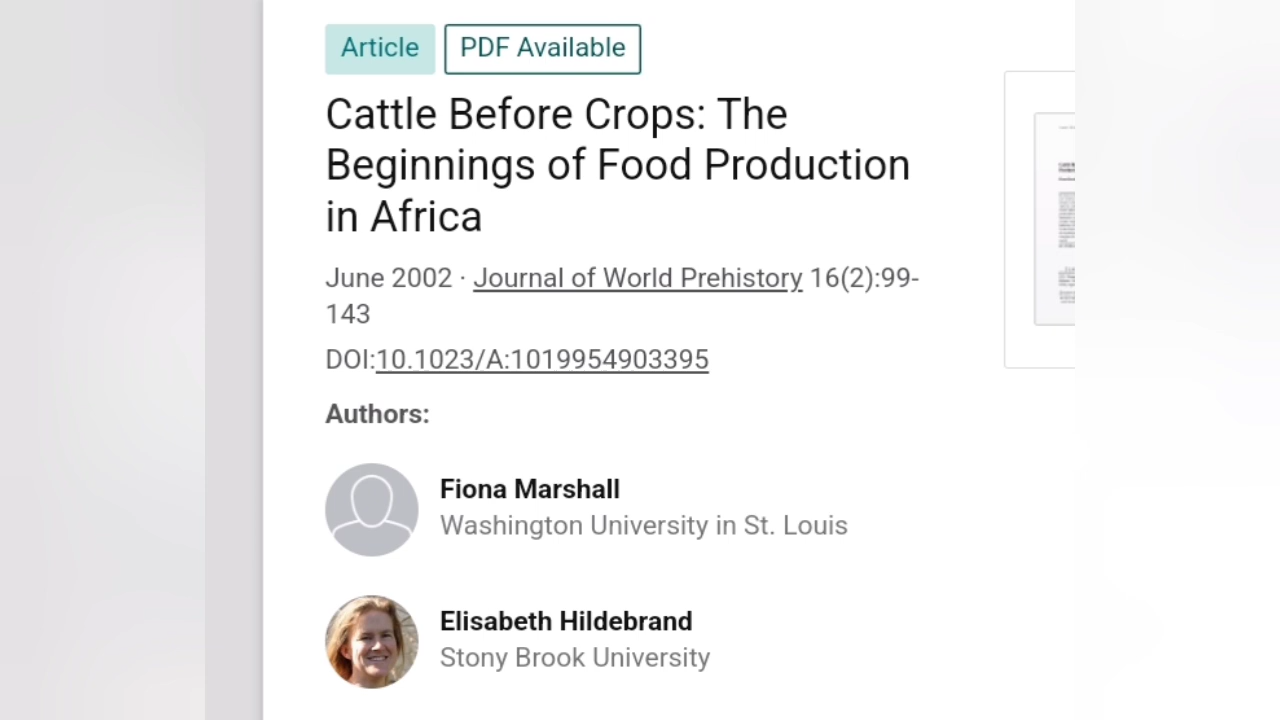 Article PDF Available
Cattle Before Crops: The
Beginnings of Food Production
in Africa
June 2002 · Journal of World Prehistory 16(2):99-
143
DOI:10.1023/A:1019954903395
Authors:
Fiona Marshall
Washington University in St. Louis
Elisabeth Hildebrand
Stony Brook University